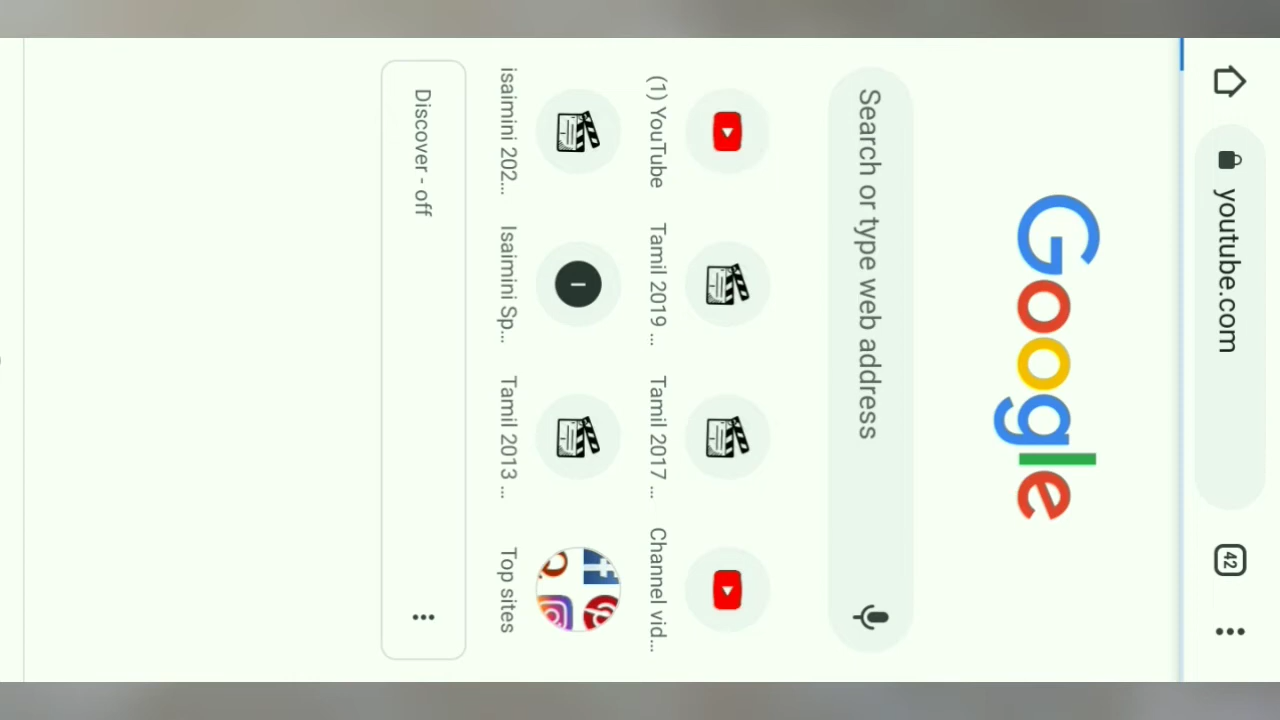 youtube.com
42
Google
Search or type web address
(1) YouTube
Tamil 2019 ...
Tamil 2017 ...
Channel vid...
isaimini 202...
Isaimini Sp...
Tamil 2013 ...
Top sites
Discover - off